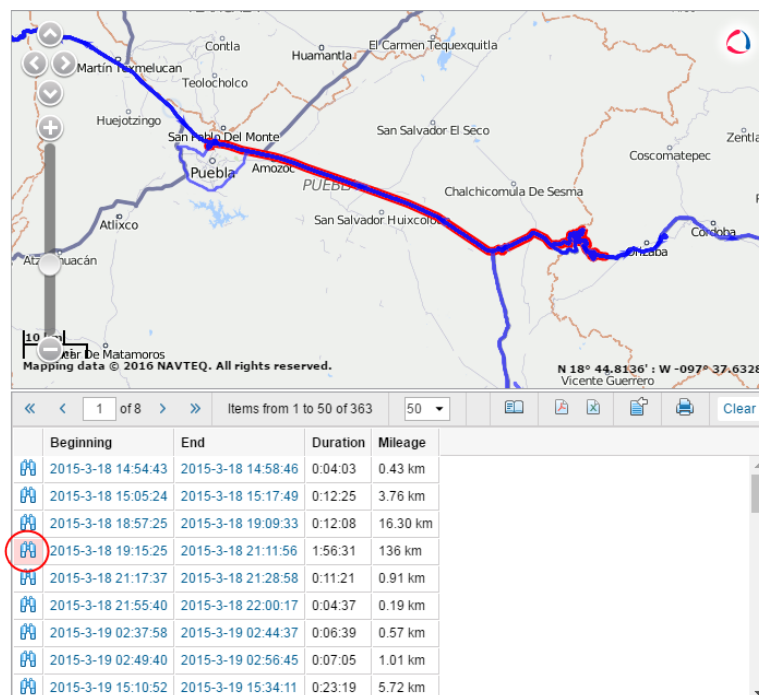 Contla
Huamantla
El Carmen Tequexquitla
Martín Texmelucan
Teolocholco
Huejotzingo
San Pablo Del Monte
San Salvador El Seco
Zentla
Coscomatepec
Puebla
Amozoc
PUEBL
Chalchicomula De Sesma
Atlixco
San Salvador Huixcolo
Córdoba
Orizaba
10
De Matamoros
Mapping data © 2016 NAVTEQ. All rights reserved.
N 18° 44.8136' : W -097° 37.6328
Vicente Guerrero
« < 1 of 8 > » Items from 1 to 50 of 363 50 Clear
Beginning End Duration Mileage
2015-3-18 14:54:43 2015-3-18 14:58:46 0:04:03 0.43 km
2015-3-18 15:05:24 2015-3-18 15:17:49 0:12:25 3.76 km
2015-3-18 18:57:25 2015-3-18 19:09:33 0:12:08 16.30 km
2015-3-18 19:15:25 2015-3-18 21:11:56 1:56:31 136 km
2015-3-18 21:17:37 2015-3-18 21:28:58 0:11:21 0.91 km
2015-3-18 21:55:40 2015-3-18 22:00:17 0:04:37 0.19 km
2015-3-19 02:37:58 2015-3-19 02:44:37 0:06:39 0.57 km
2015-3-19 02:49:40 2015-3-19 02:56:45 0:07:05 1.01 km
2015-3-19 15:10:52 2015-3-19 15:34:11 0:23:19 5.72 km